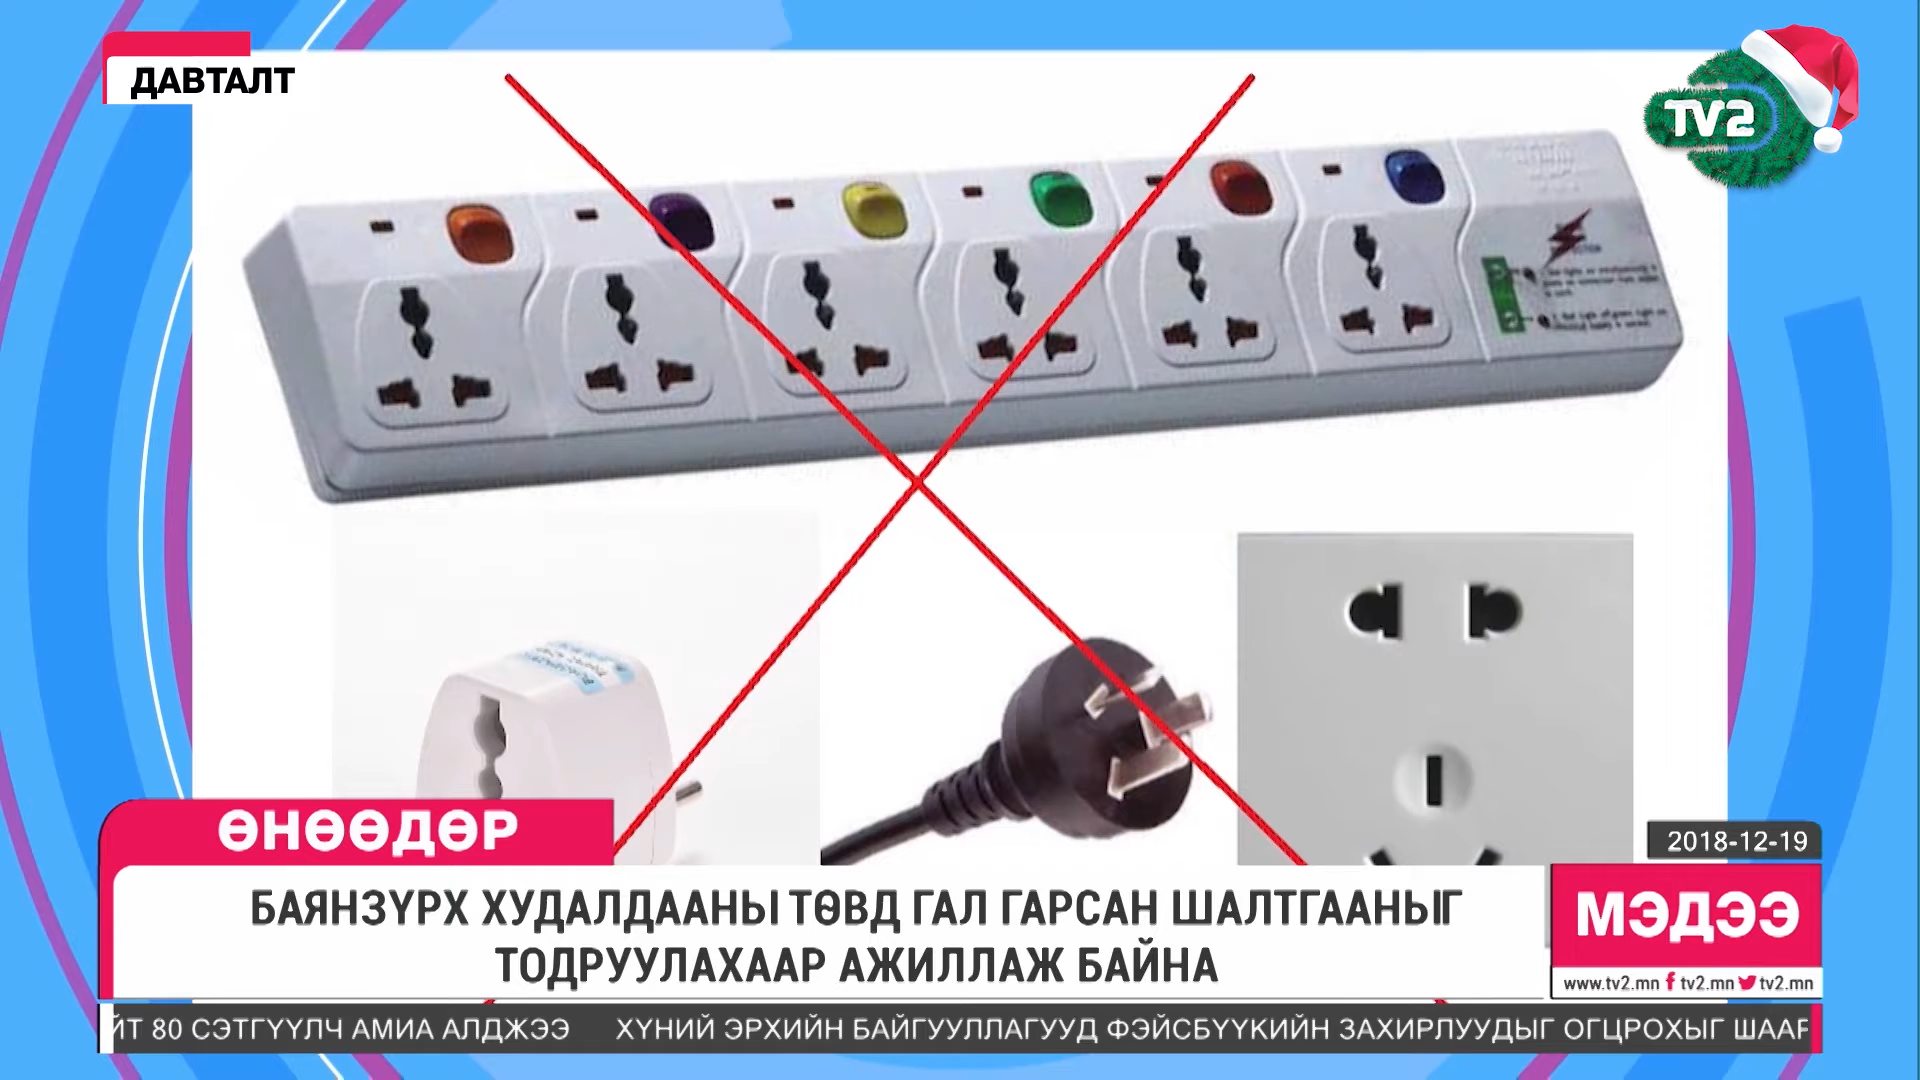 ДАВТАЛТ
TV2
ӨНӨӨДӨР
2018-12-19
БАЯНЗҮРХ ХУДАЛДААНЫ ТӨВД ГАЛ ГАРСАН ШАЛТГААНЫГ
ТОДРУУЛАХААР АЖИЛЛАЖ БАЙНА
МЭДЭЭ
www.tv2.mn tv2.mn tv2.mn
ЙТ 80 СЭТГҮҮЛЧ АМИА АЛДЖЭЭ ХҮНИЙ ЭРХИЙН БАЙГУУЛЛАГУУД ФЭЙСБҮҮКИЙН ЗАХИРЛУУДЫГ ОГЦРОХЫГ ШААР